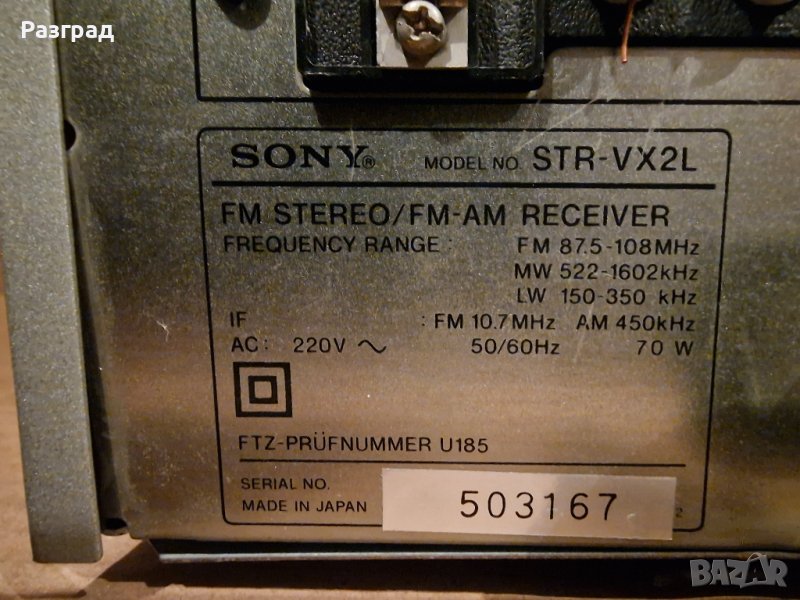 Разград
SONY® MODEL NO. STR-VX2L
FM STEREO/FM-AM RECEIVER
FREQUENCY RANGE : FM 87.5-108MHz
MW 522-1602kHz
LW 150-350 kHz
IF : FM 10.7MHz AM 450kHz
AC: 220V ~ 50/60Hz 70 W
FTZ-PRÜFNUMMER U185
SERIAL NO.
MADE IN JAPAN 503167 2
BAZAR